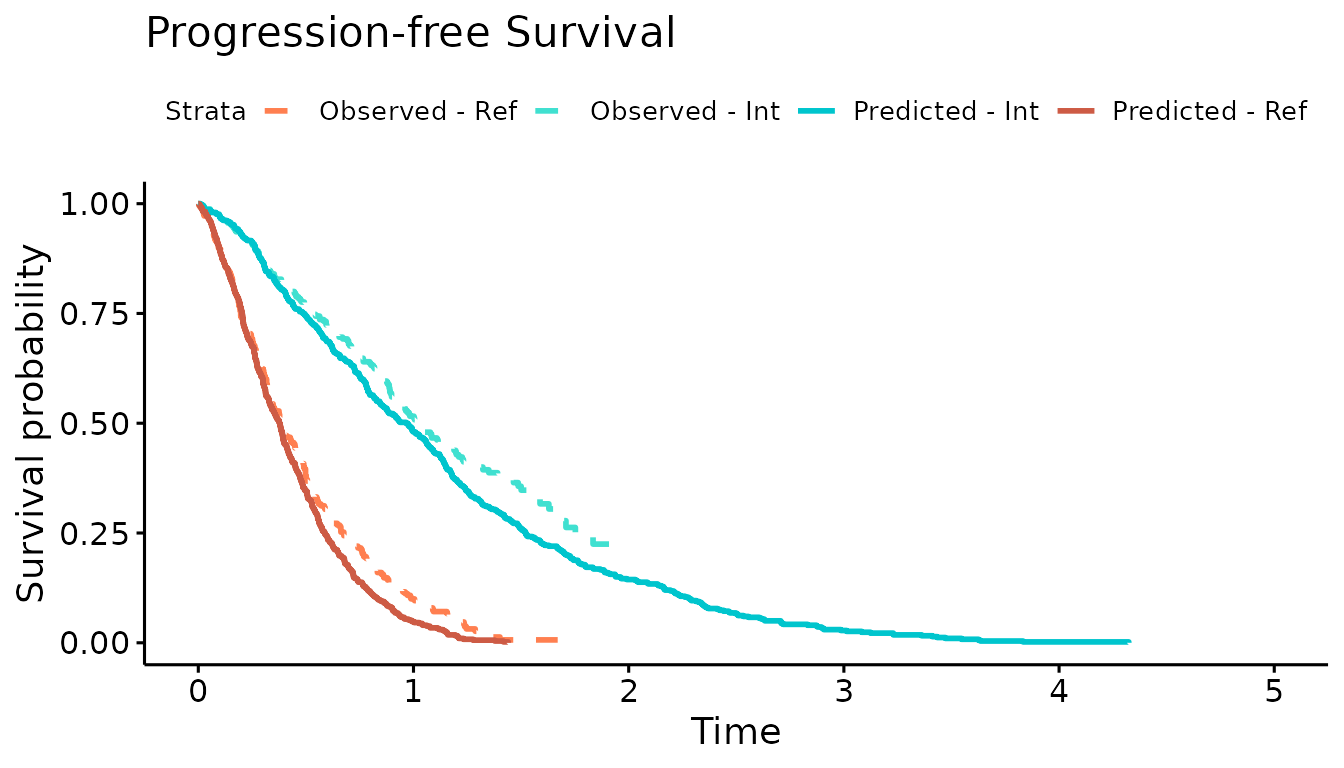 Progression-free Survival
Strata Observed - Ref Observed - Int Predicted - Int Predicted - Ref
Survival probability
1.00
0.75
0.50
0.25
0.00
0 1 2 3 4 5
Time